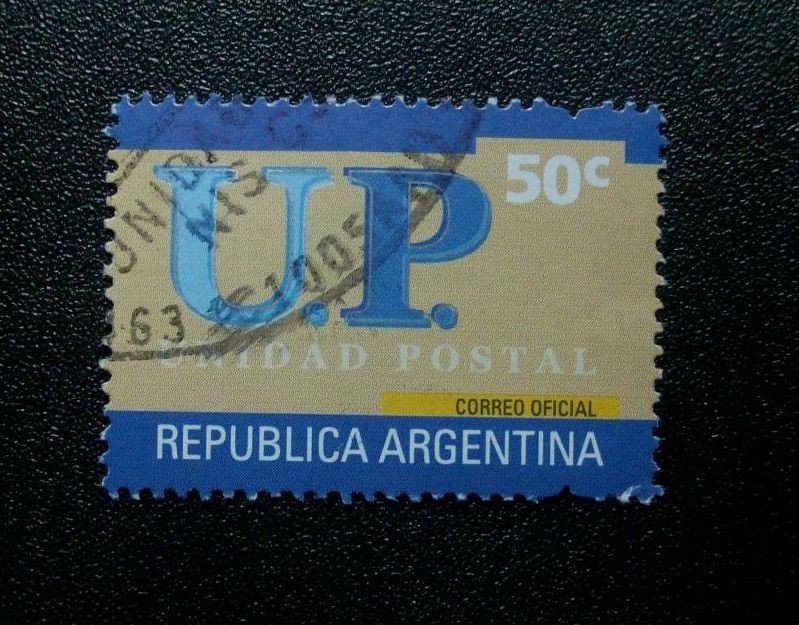 50c
U.P.
UNIDAD POSTAL
CORREO OFICIAL
REPUBLICA ARGENTINA